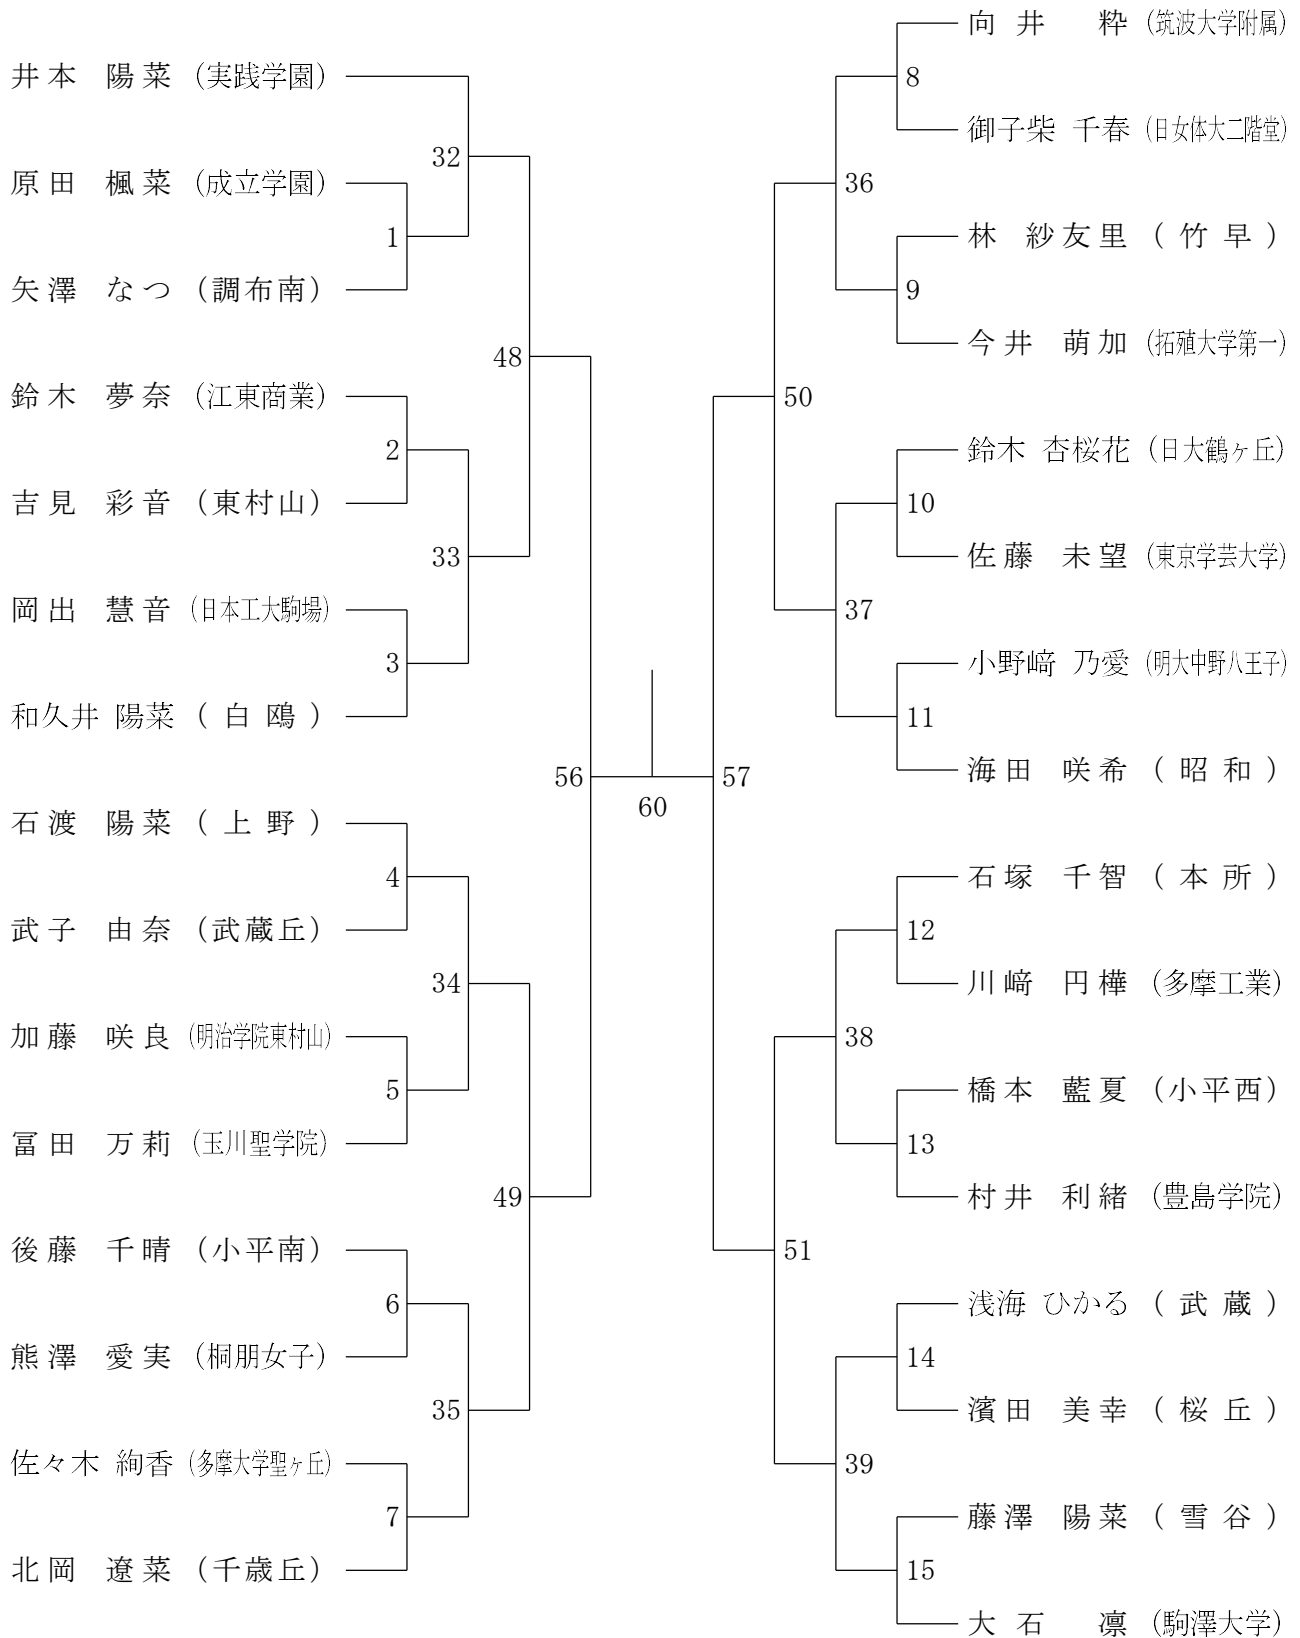 井本 陽菜 (実践学園)
原田 楓菜 (成立学園)
矢澤 なつ (調布南)
鈴木 夢奈 (江東商業)
吉見 彩音 (東村山)
岡出 慧音 (日本工大駒場)
和久井 陽菜 (白鴎)
石渡 陽菜 (上野)
武子 由奈 (武蔵丘)
加藤 咲良 (明治学院東村山)
冨田 万莉 (玉川聖学院)
後藤 千晴 (小平南)
熊澤 愛実 (桐朋女子)
佐々木 絢香 (多摩大学聖ヶ丘)
北岡 遼菜 (千歳丘)
1
2
3
4
5
6
7
32
33
34
35
48
49
56
60
57
50
51
36
37
38
39
8
9
10
11
12
13
14
15
向井 粋 (筑波大学附属)
御子柴 千春 (日女体大二階堂)
林 紗友里 (竹早)
今井 萌加 (拓殖大学第一)
鈴木 杏桜花 (日大鶴ヶ丘)
佐藤 未望 (東京学芸大学)
小野﨑 乃愛 (明大中野八王子)
海田 咲希 (昭和)
石塚 千智 (本所)
川﨑 円樺 (多摩工業)
橋本 藍夏 (小平西)
村井 利緒 (豊島学院)
浅海 ひかる (武蔵)
濱田 美幸 (桜丘)
藤澤 陽菜 (雪谷)
大石 凛 (駒澤大学)